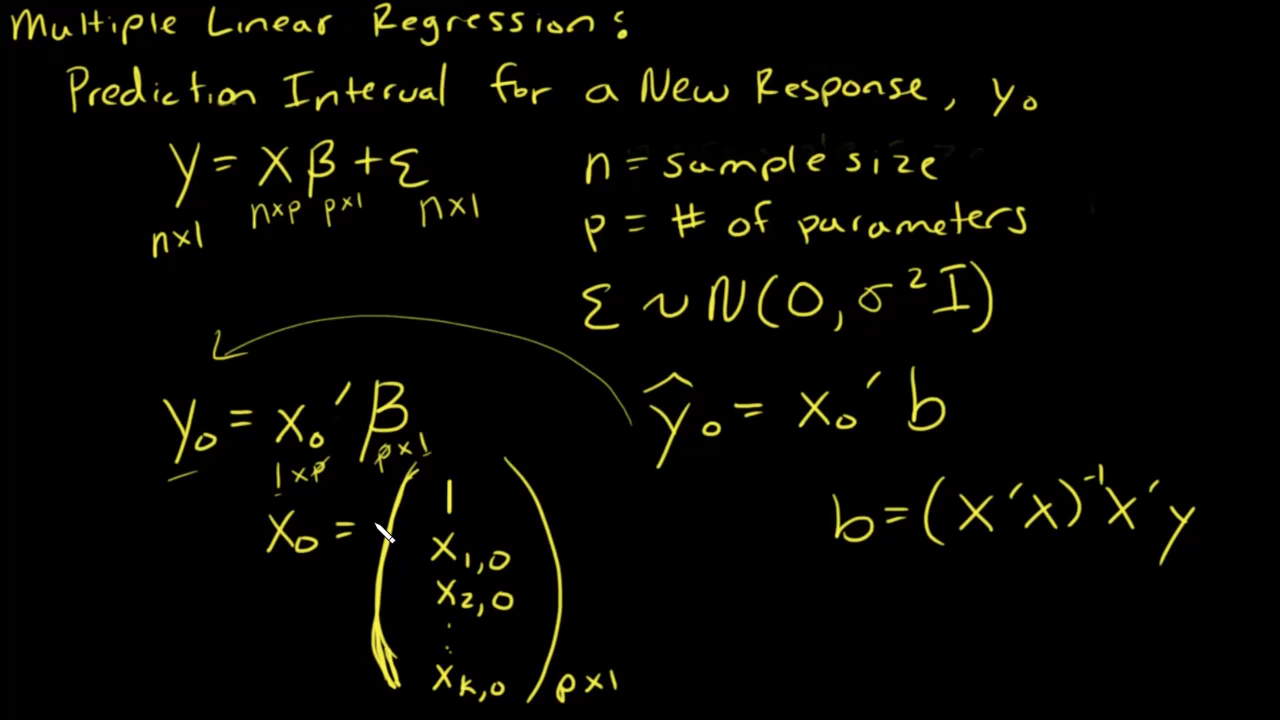 Multiple Linear Regression:
Prediction Interval for a New Response, y₀
y = Xβ + ε
n×1 n×p p×1 n×1
n = sample size
p = # of parameters
ε ~ N(0, σ²I)
y₀ = x₀′ β
1×p p×1
x₀ = ( 1
x₁,₀
x₂,₀
⋮
xₖ,₀ ) p×1
ŷ₀ = x₀′ b
b = (X′X)⁻¹X′y